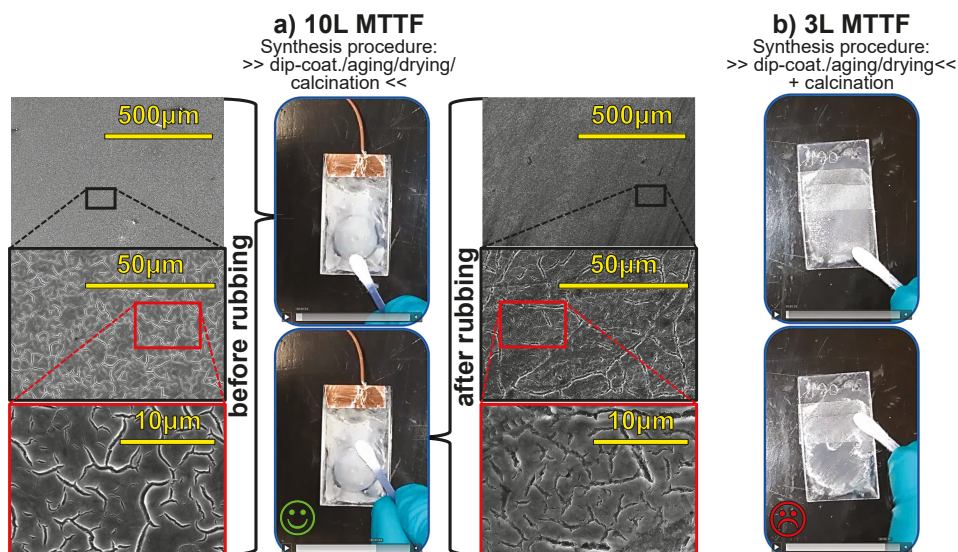 a) 10L MTTF
Synthesis procedure:
>> dip-coat./aging/drying/
calcination <<
b) 3L MTTF
Synthesis procedure:
>> dip-coat./aging/drying<<
+ calcination
500µm
50µm
10µm
before rubbing
500µm
50µm
10µm
after rubbing